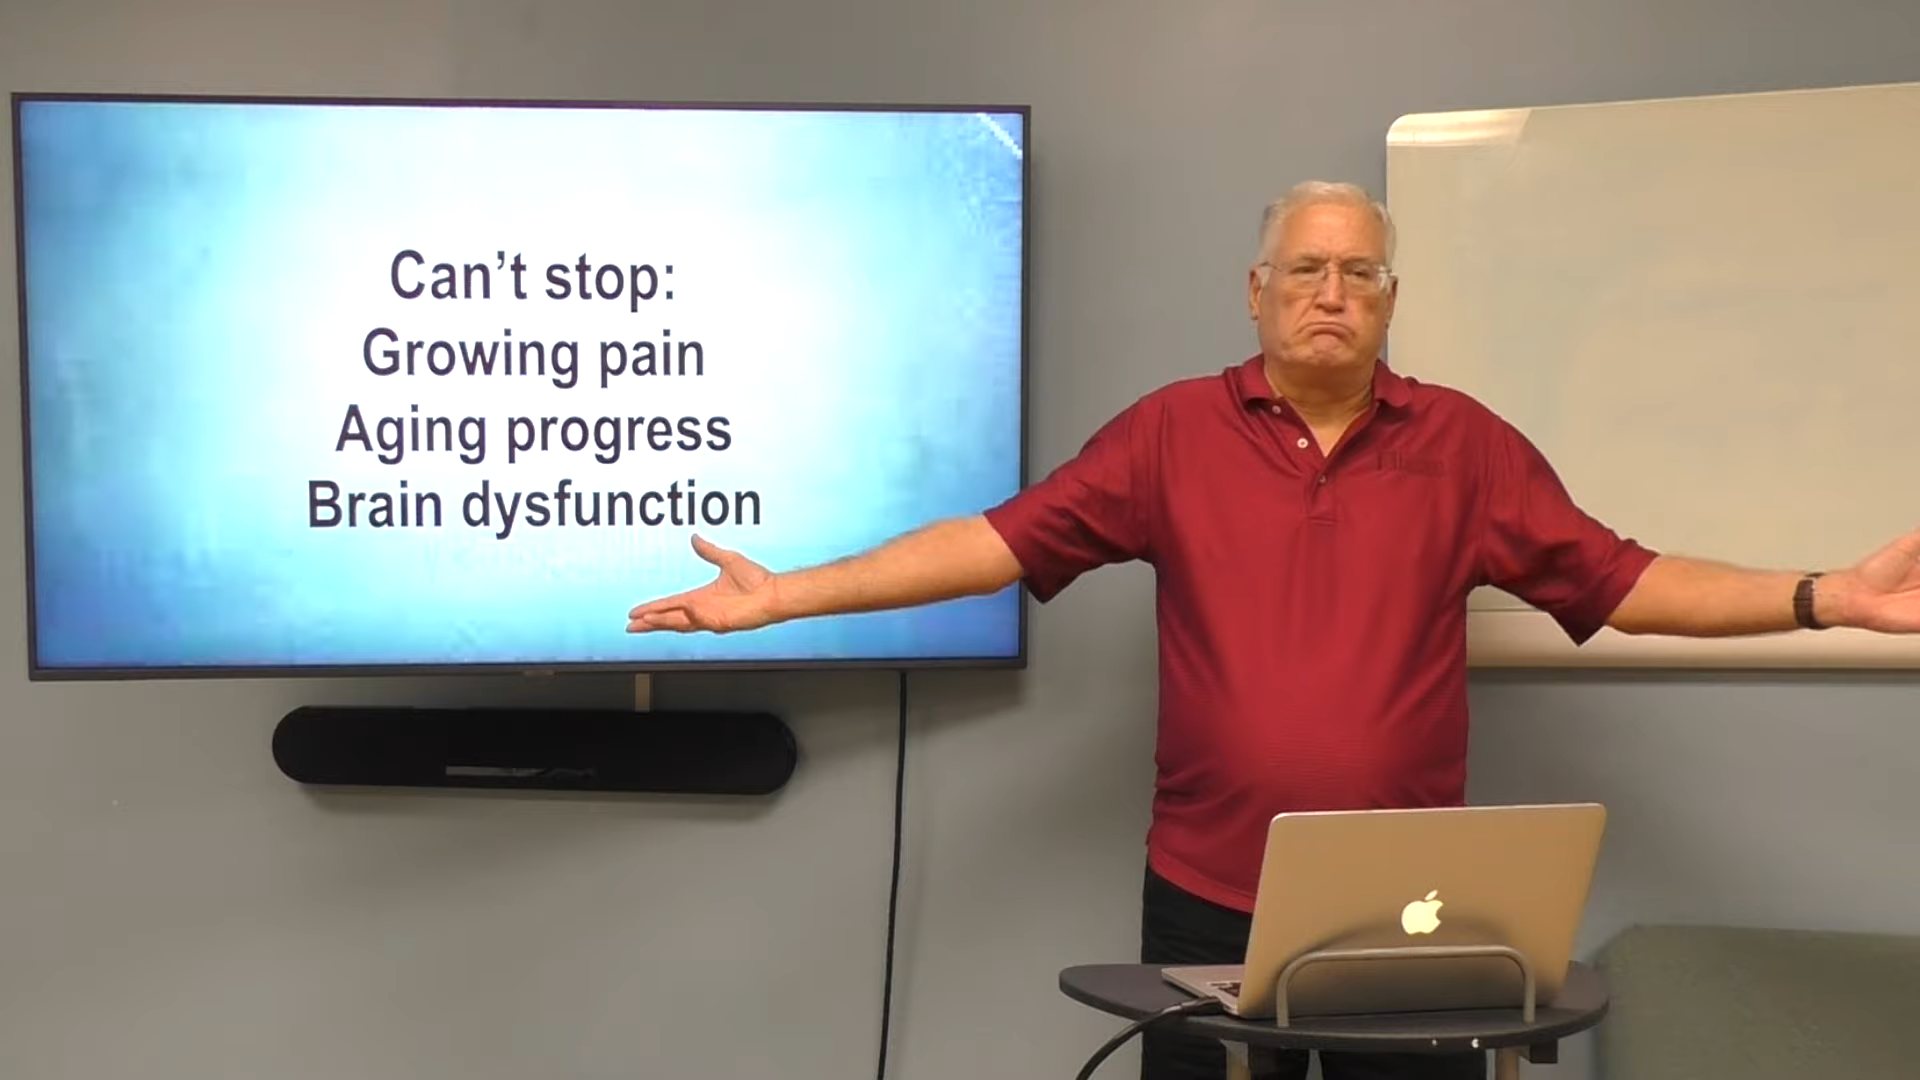 Can’t stop:
Growing pain
Aging progress
Brain dysfunction